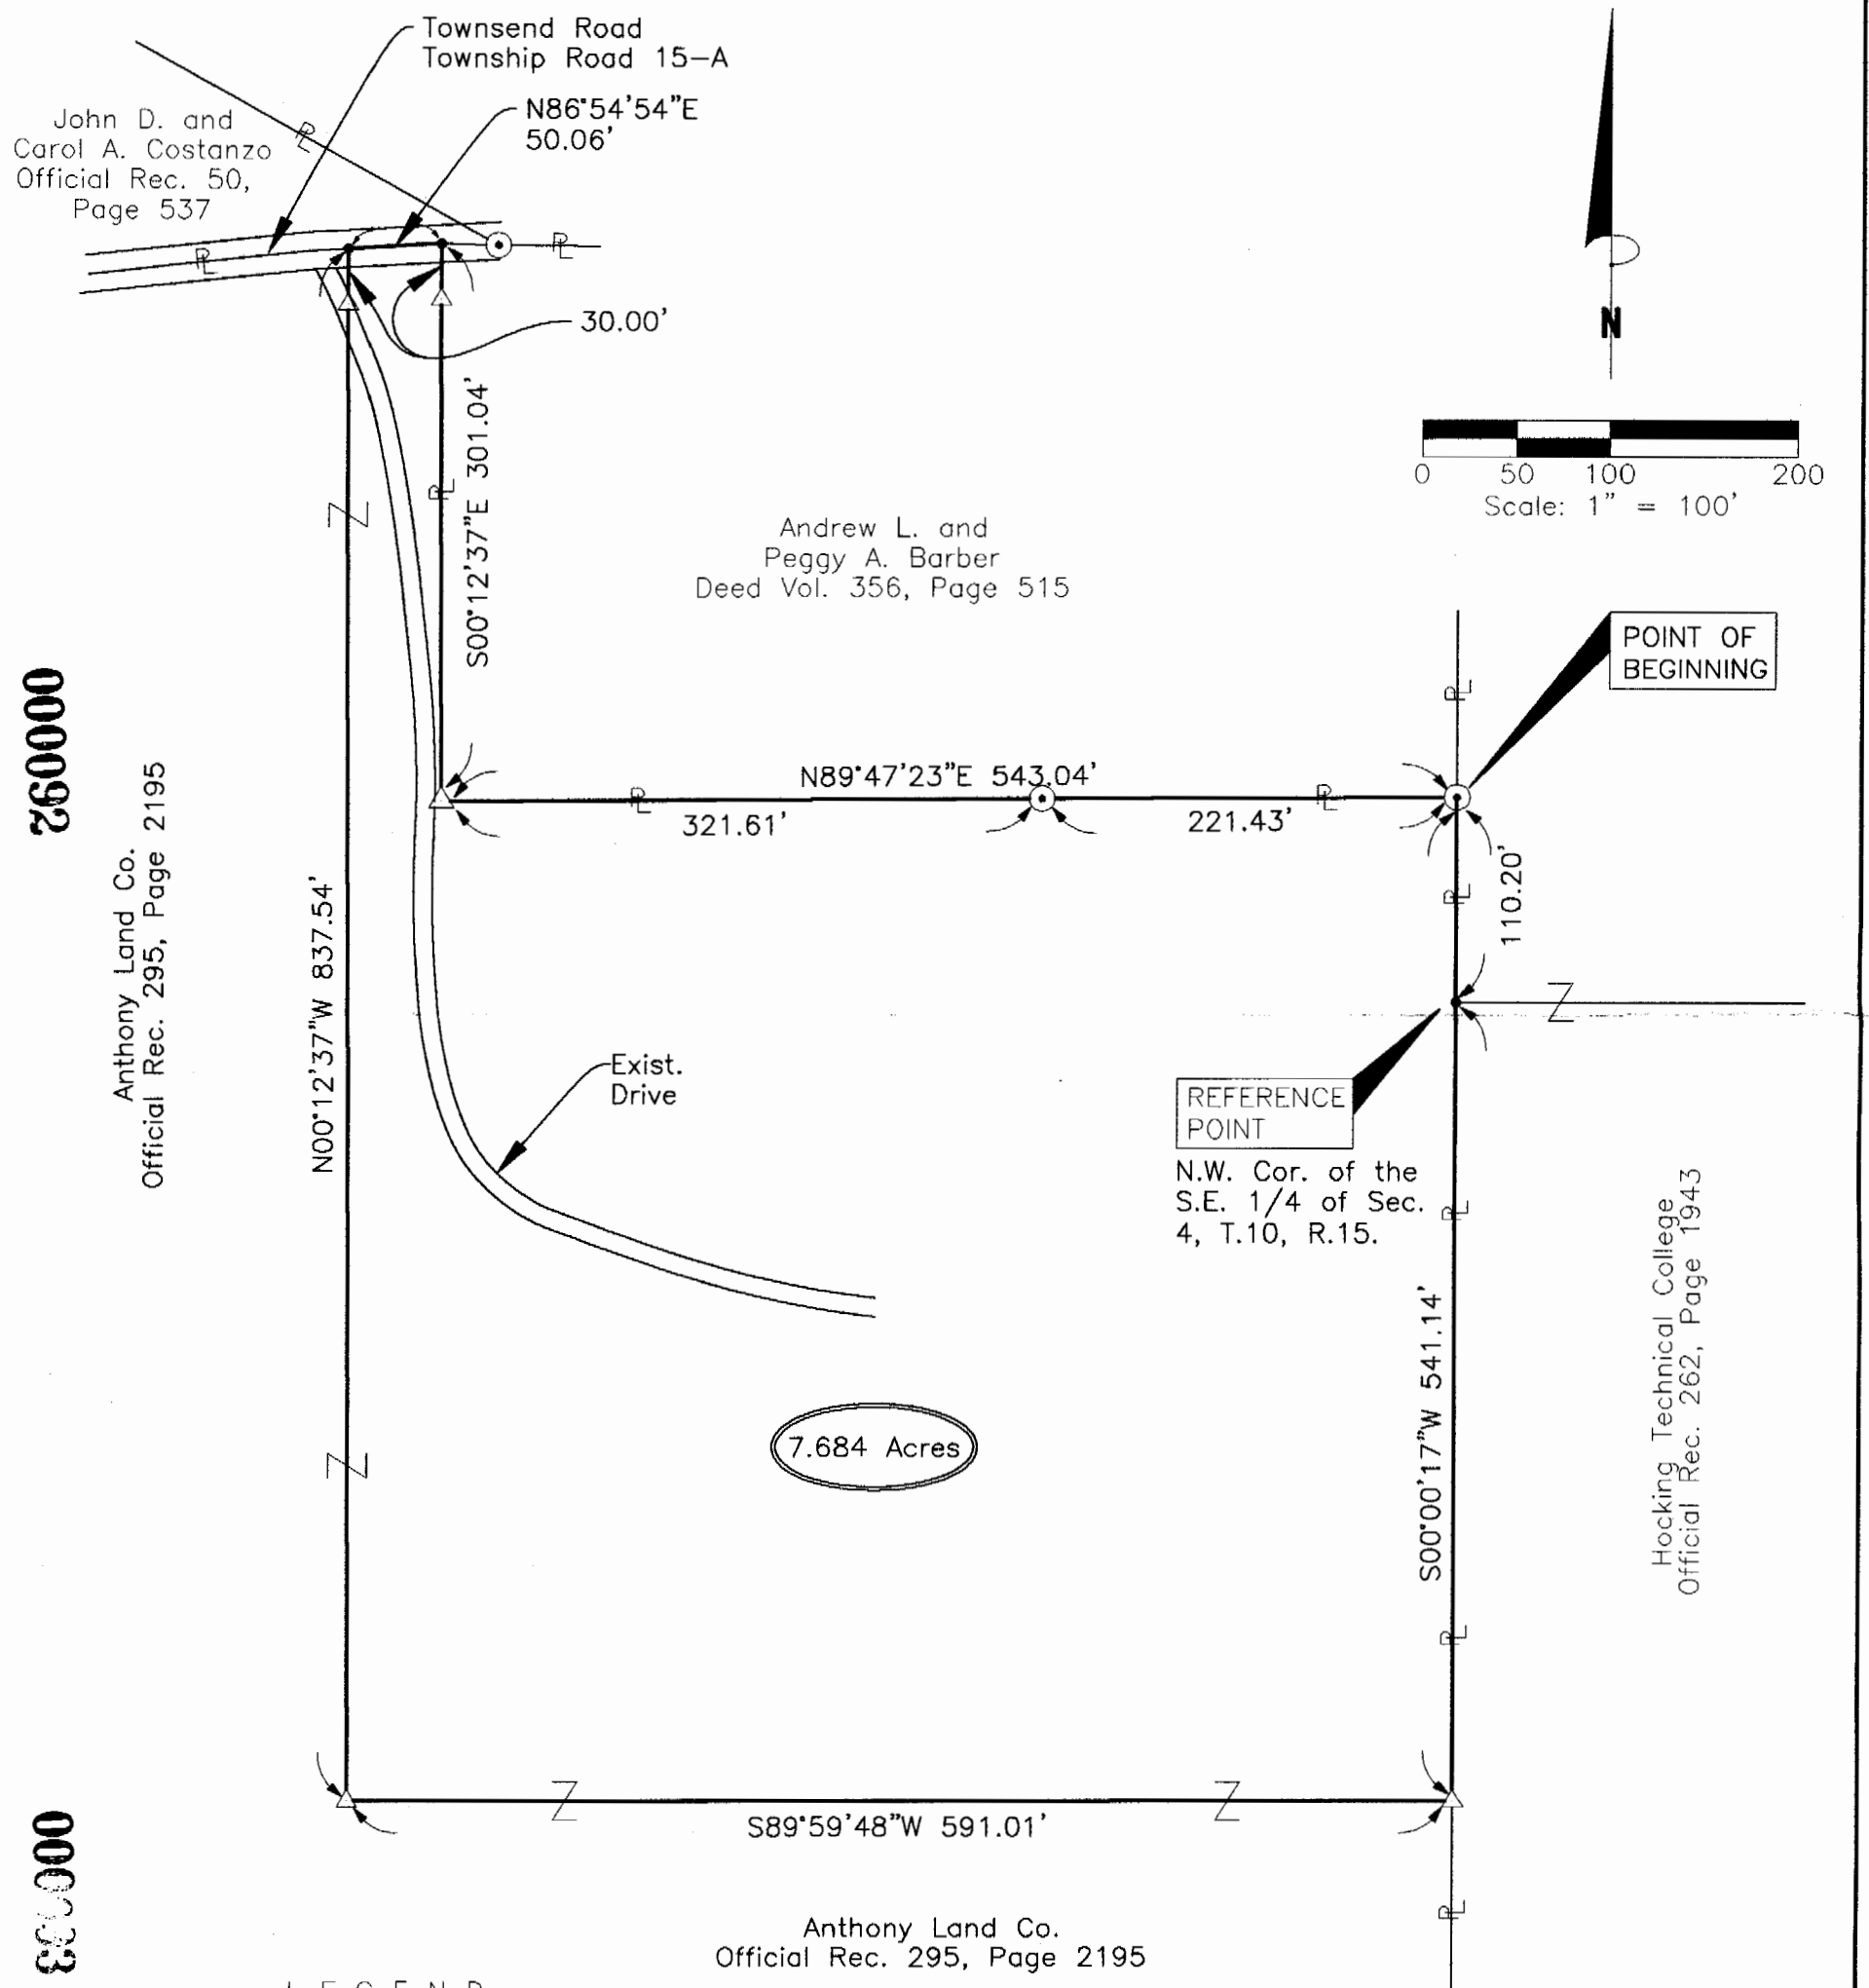 Townsend Road
Township Road 15-A
N86°54'54"E
50.06'
John D. and
Carol A. Costanzo
Official Rec. 50,
Page 537
30.00'
N
0 50 100 200
Scale: 1" = 100'
S00°12'37"E 301.04'
Andrew L. and
Peggy A. Barber
Deed Vol. 356, Page 515
POINT OF
BEGINNING
N89°47'23"E 543.04'
321.61'
221.43'
110.20'
000092
Anthony Land Co.
Official Rec. 295, Page 2195
N00°12'37"W 837.54'
Exist.
Drive
REFERENCE
POINT
N.W. Cor. of the
S.E. 1/4 of Sec.
4, T.10, R.15.
Hocking Technical College
Official Rec. 262, Page 1943
S00°00'17"W 541.14'
7.684 Acres
S89°59'48"W 591.01'
Anthony Land Co.
Official Rec. 295, Page 2195
LEGEND